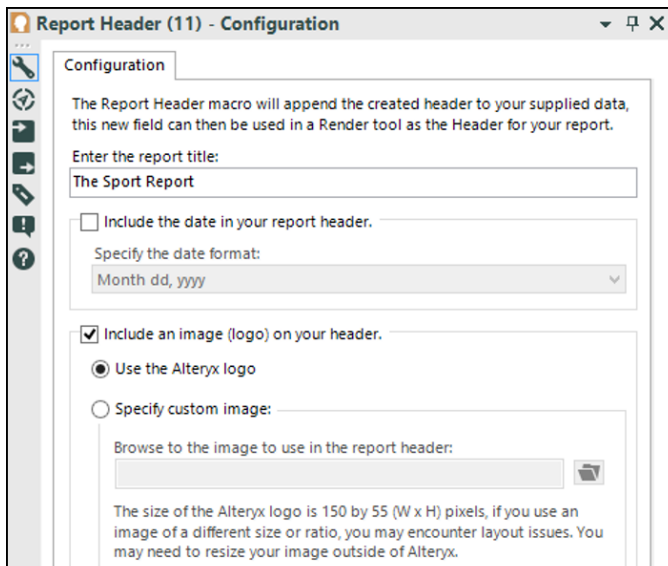 Report Header (11) - Configuration
Configuration
The Report Header macro will append the created header to your supplied data,
this new field can then be used in a Render tool as the Header for your report.
Enter the report title:
The Sport Report
Include the date in your report header.
Specify the date format:
Month dd, yyyy
Include an image (logo) on your header.
Use the Alteryx logo
Specify custom image:
Browse to the image to use in the report header:
The size of the Alteryx logo is 150 by 55 (W x H) pixels, if you use an
image of a different size or ratio, you may encounter layout issues. You
may need to resize your image outside of Alteryx.